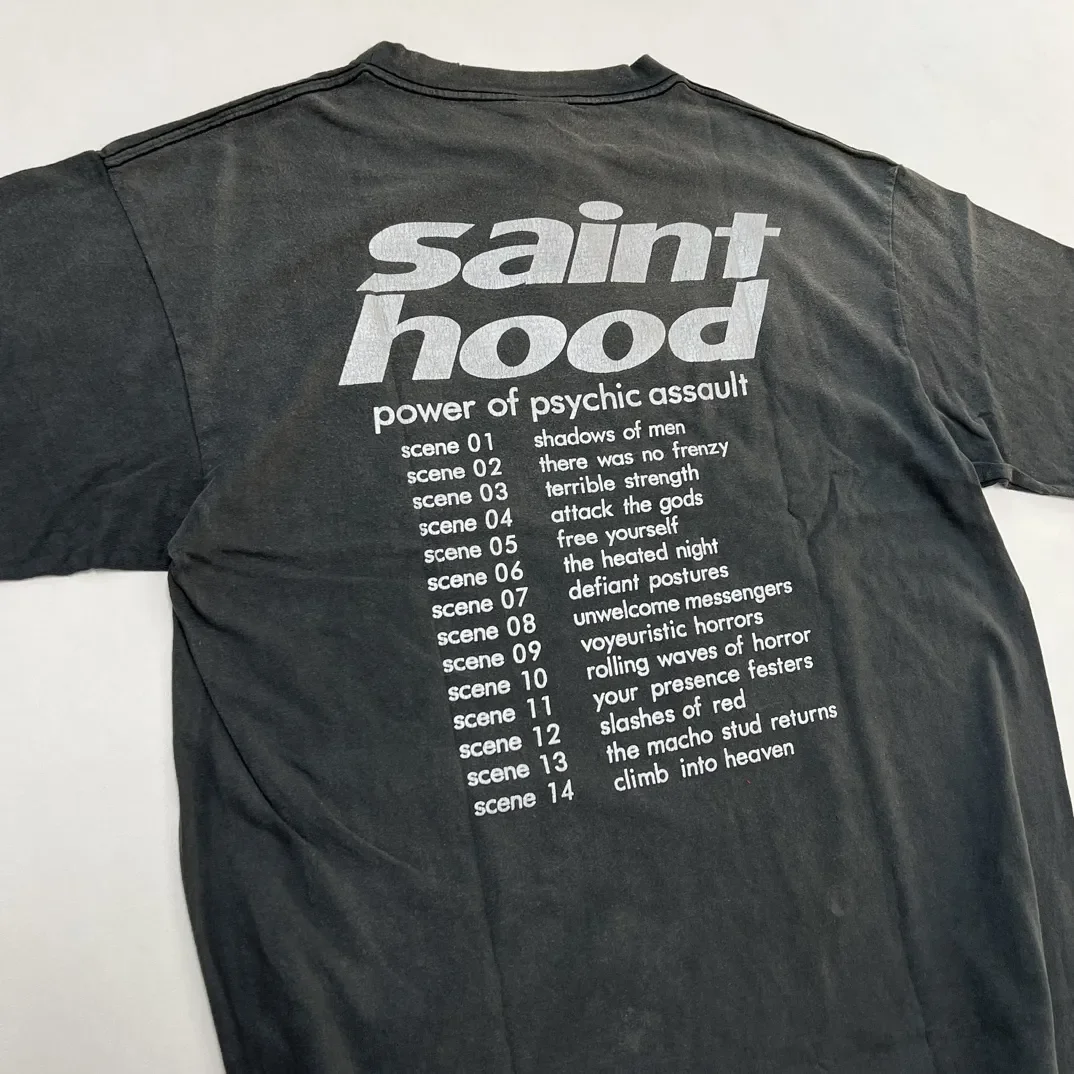 saint
hood
power of psychic assault
scene 01 shadows of men
scene 02 there was no frenzy
scene 03 terrible strength
scene 04 attack the gods
scene 05 free yourself
scene 06 the heated night
scene 07 defiant postures
scene 08 unwelcome messengers
scene 09 voyeuristic horrors
scene 10 rolling waves of horror
scene 11 your presence festers
scene 12 slashes of red
scene 13 the macho stud returns
scene 14 climb into heaven